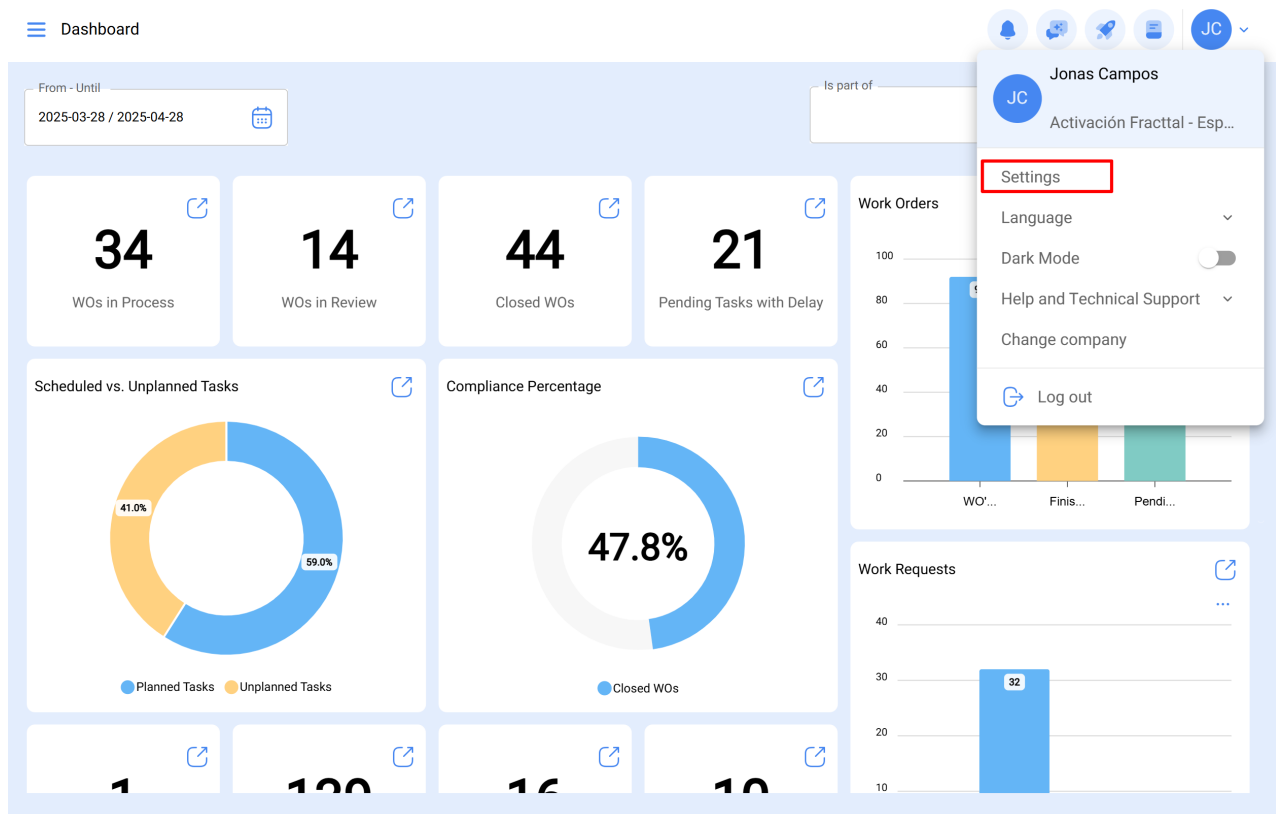 Dashboard
JC
From - Until
2025-03-28 / 2025-04-28
Is part of
JC
Jonas Campos
Activación Fracttal - Esp...
Settings
Language
Dark Mode
Help and Technical Support
Change company
Log out
34
WOs in Process
14
WOs in Review
44
Closed WOs
21
Pending Tasks with Delay
Work Orders
100
80
60
40
20
0
WO'...
Finis...
Pendi...
Scheduled vs. Unplanned Tasks
41.0%
59.0%
Planned Tasks
Unplanned Tasks
Compliance Percentage
47.8%
Closed WOs
Work Requests
...
40
30
32
20
10